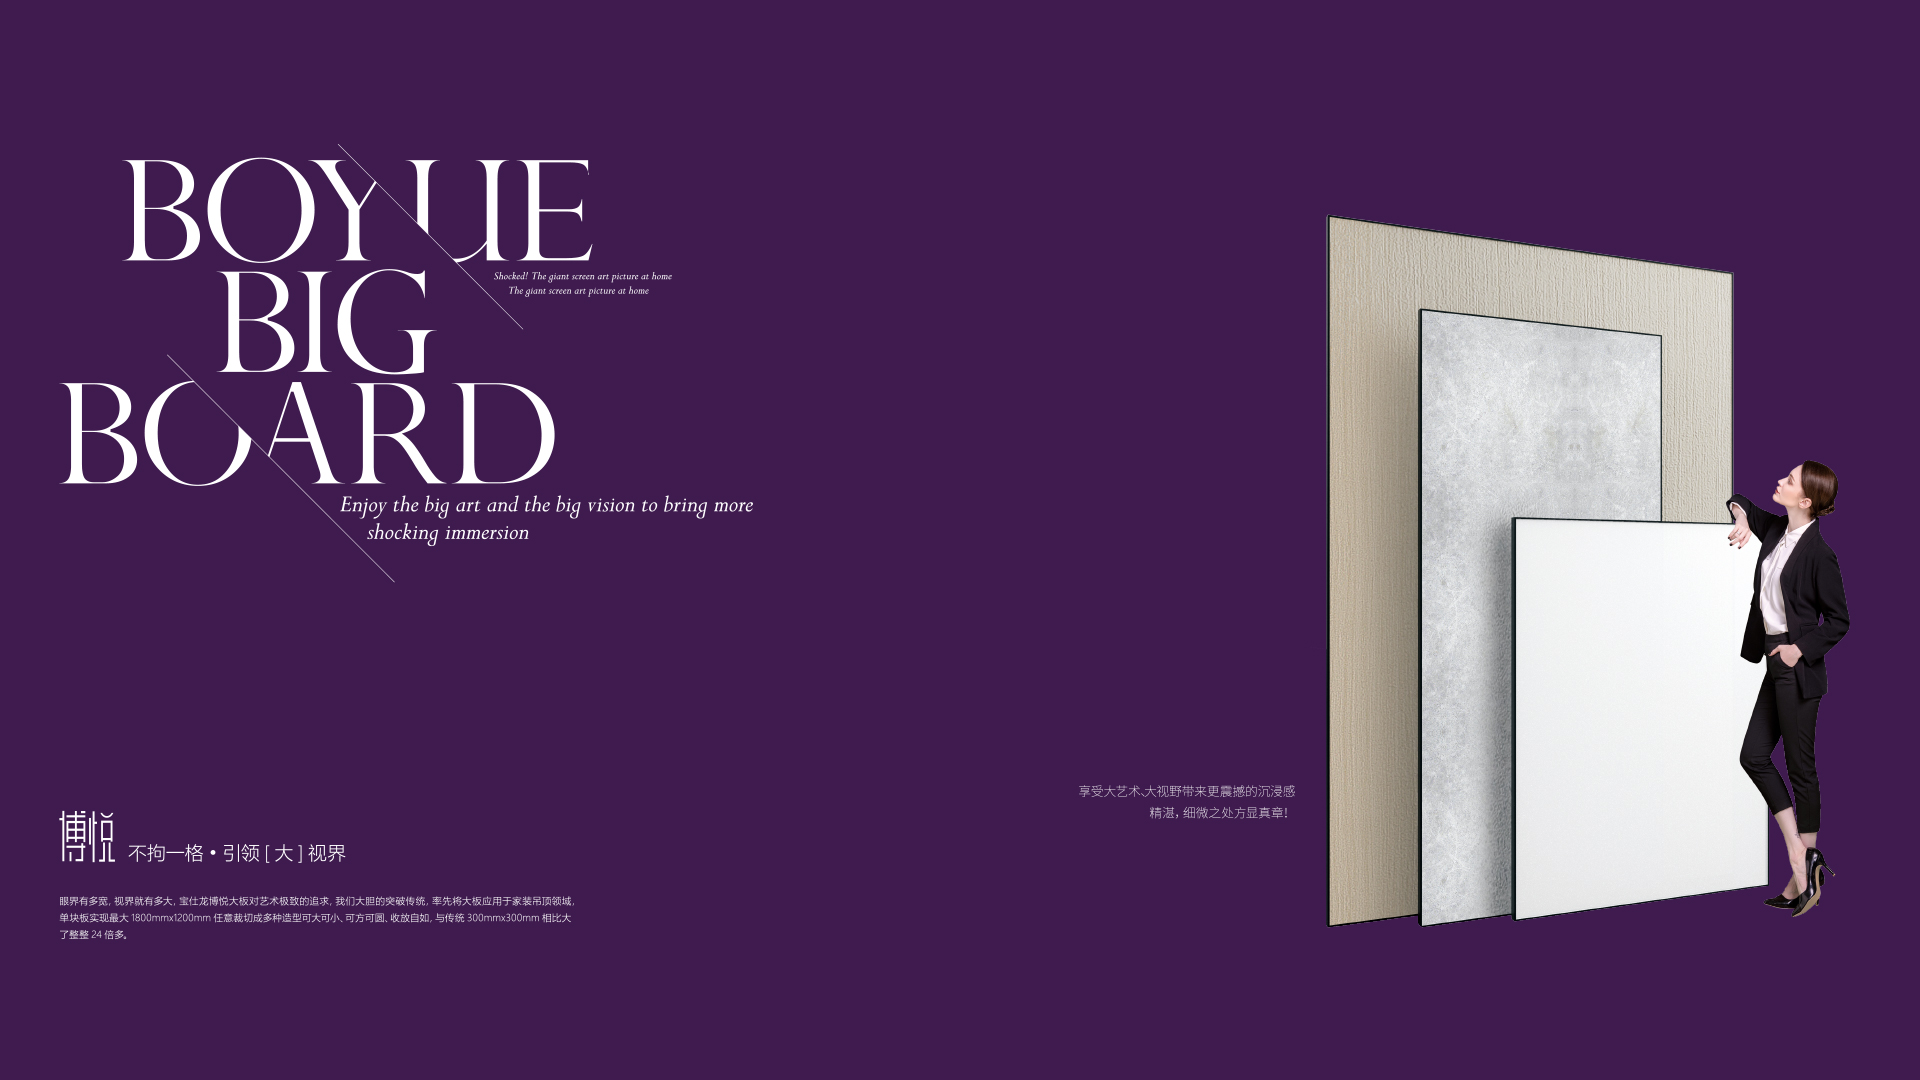 BOYUE
Shocked! The giant screen art picture at home
The giant screen art picture at home
BIG
BOARD
Enjoy the big art and the big vision to bring more
shocking immersion
享受大艺术、大视野带来更震撼的沉浸感
精湛，细微之处方显真章！
博悦 不拘一格·引领[大]视界
眼界有多宽，视界就有多大，宝仕龙博悦大板对艺术极致的追求，我们大胆的突破传统，率先将大板应用于家装吊顶领域，
单块板实现最大 1800mmx1200mm 任意裁切成多种造型可大可小、可方可圆、收放自如，与传统 300mmx300mm 相比大
了整整 24 倍多。